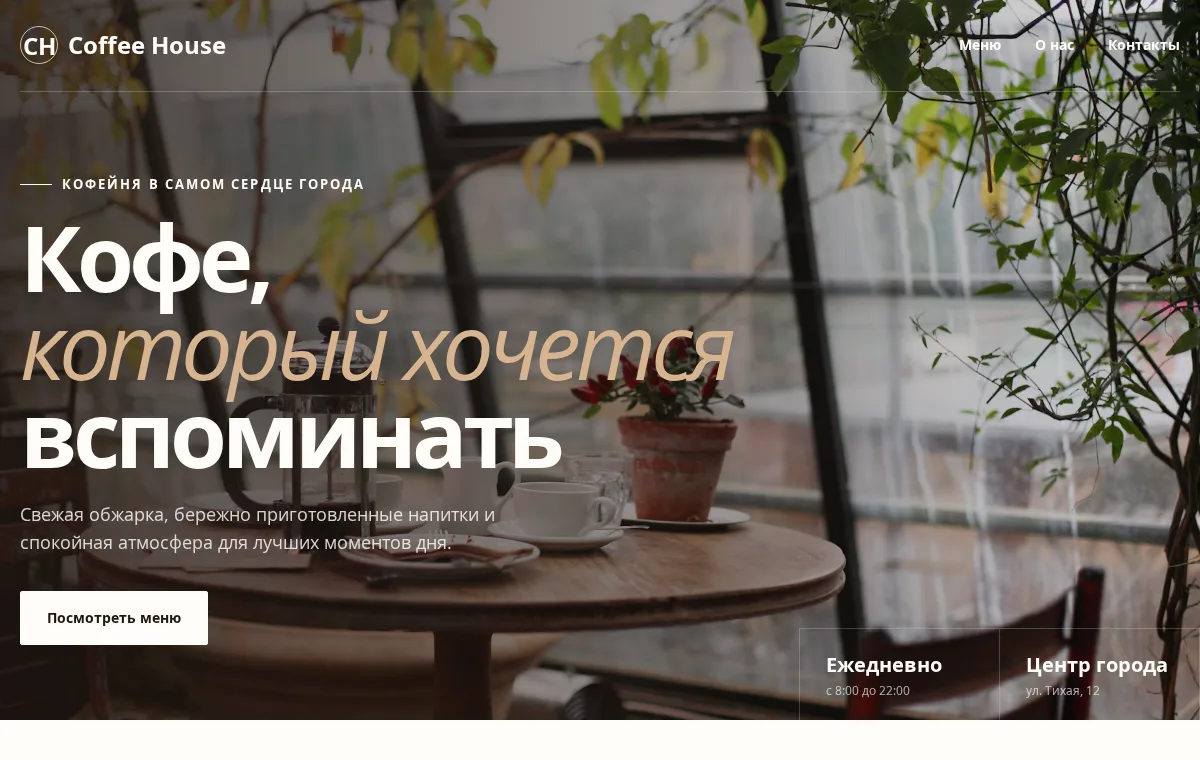 CH Coffee House
Меню О нас Контакты
КОФЕЙНЯ В САМОМ СЕРДЦЕ ГОРОДА
Кофе,
который хочется
вспоминать
Свежая обжарка, бережно приготовленные напитки и
спокойная атмосфера для лучших моментов дня.
Посмотреть меню
Ежедневно
с 8:00 до 22:00
Центр города
ул. Тихая, 12